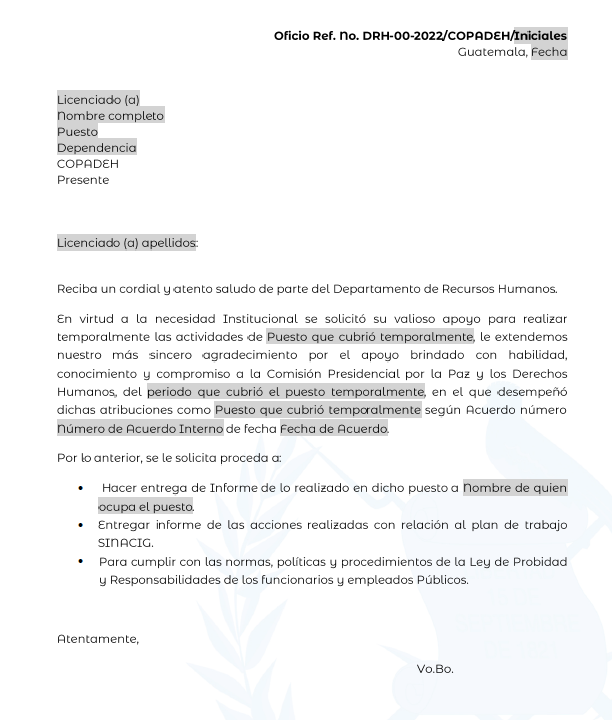 Oficio Ref. No. DRH-00-2022/COPADEH/Iniciales
Guatemala, Fecha
Licenciado (a)
Nombre completo
Puesto
Dependencia
COPADEH
Presente
Licenciado (a) apellidos:
Reciba un cordial y atento saludo de parte del Departamento de Recursos Humanos.
En virtud a la necesidad Institucional se solicitó su valioso apoyo para realizar
temporalmente las actividades de Puesto que cubrió temporalmente, le extendemos
nuestro más sincero agradecimiento por el apoyo brindado con habilidad,
conocimiento y compromiso a la Comisión Presidencial por la Paz y los Derechos
Humanos, del periodo que cubrió el puesto temporalmente, en el que desempeñó
dichas atribuciones como Puesto que cubrió temporalmente según Acuerdo número
Número de Acuerdo Interno de fecha Fecha de Acuerdo.
Por lo anterior, se le solicita proceda a:
• Hacer entrega de Informe de lo realizado en dicho puesto a Nombre de quien
ocupa el puesto.
• Entregar informe de las acciones realizadas con relación al plan de trabajo
SINACIG.
• Para cumplir con las normas, políticas y procedimientos de la Ley de Probidad
y Responsabilidades de los funcionarios y empleados Públicos.
Atentamente,
Vo.Bo.